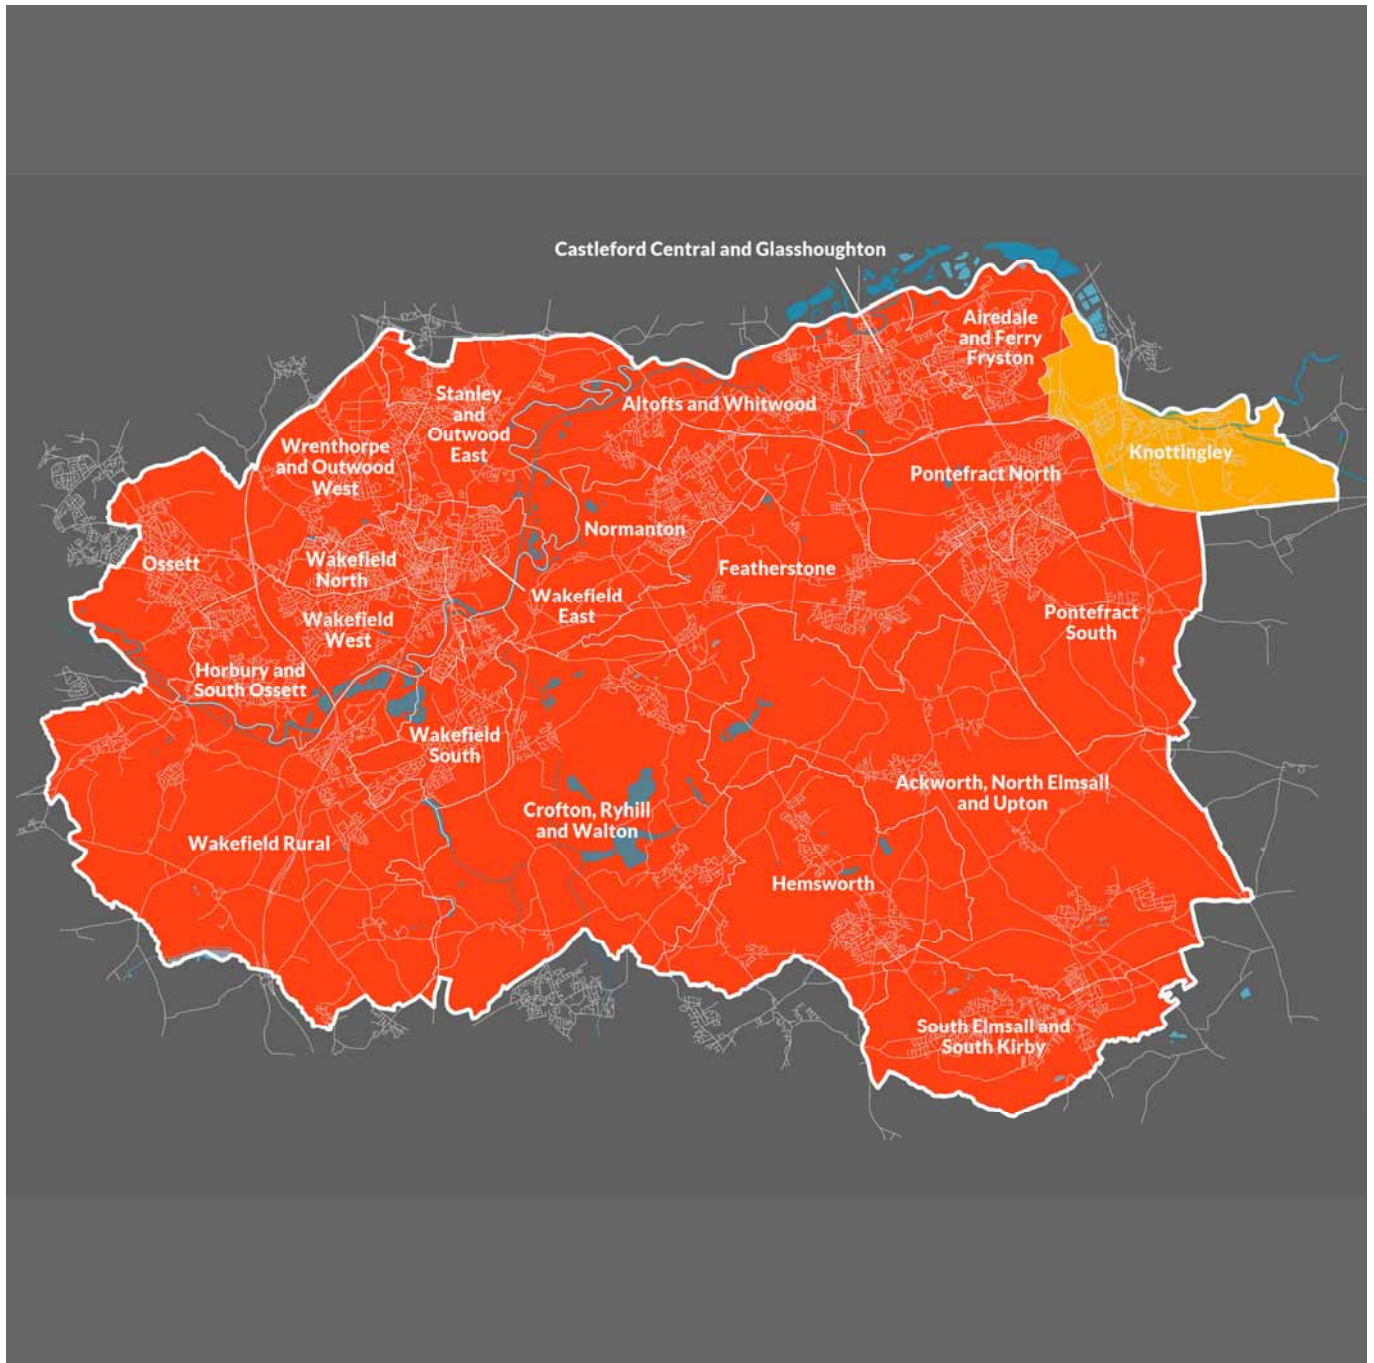 Castleford Central and Glasshoughton
Airedale
and Ferry
Fryston
Stanley
and
Outwood
East
Altofts and Whitwood
Wrenthorpe
and Outwood
West
Knottingley
Pontefract North
Normanton
Ossett
Wakefield
North
Featherstone
Wakefield
East
Wakefield
West
Pontefract
South
Horbury and
South Ossett
Wakefield
South
Ackworth, North Elmsall
and Upton
Crofton, Ryhill
and Walton
Wakefield Rural
Hemsworth
South Elmsall and
South Kirby